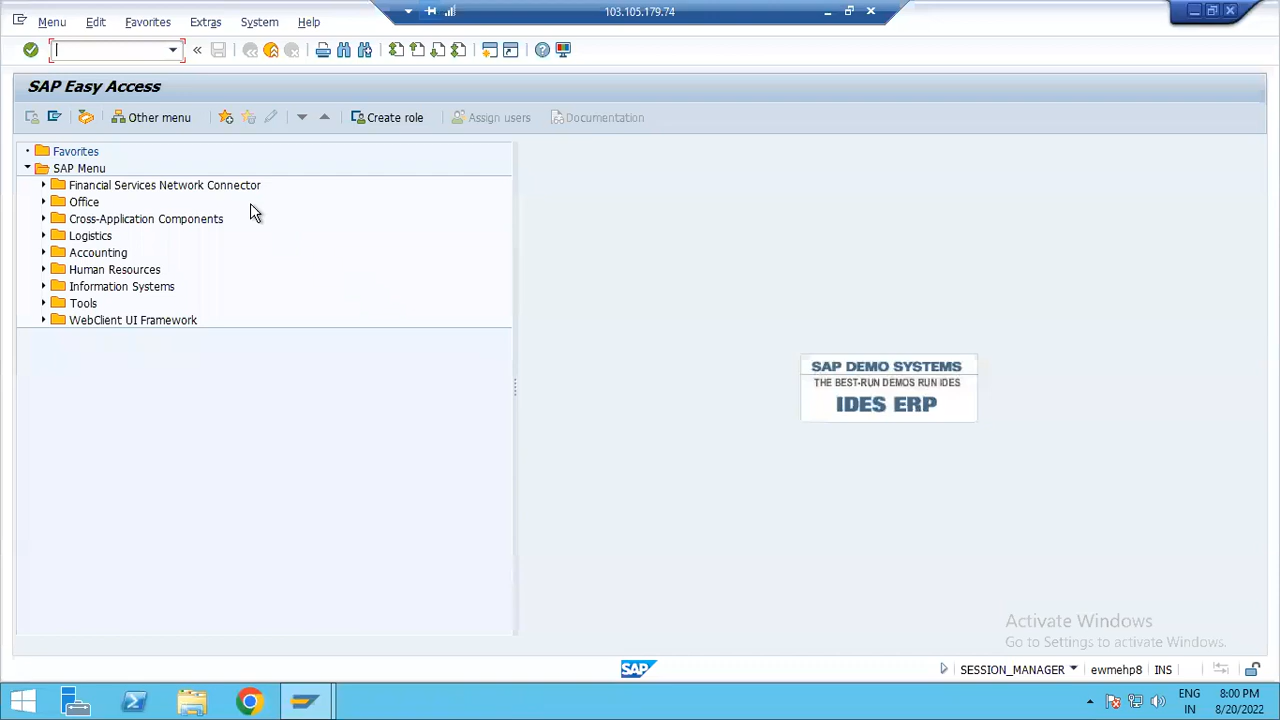 103.105.179.74
Menu Edit Favorites Extras System Help
SAP Easy Access
Other menu Create role Assign users Documentation
Favorites
SAP Menu
Financial Services Network Connector
Office
Cross-Application Components
Logistics
Accounting
Human Resources
Information Systems
Tools
WebClient UI Framework
SAP DEMO SYSTEMS
THE BEST-RUN DEMOS RUN IDES
IDES ERP
Activate Windows
Go to Settings to activate Windows.
SAP SESSION_MANAGER ewmehp8 INS
ENG 8:00 PM
IN 8/20/2022